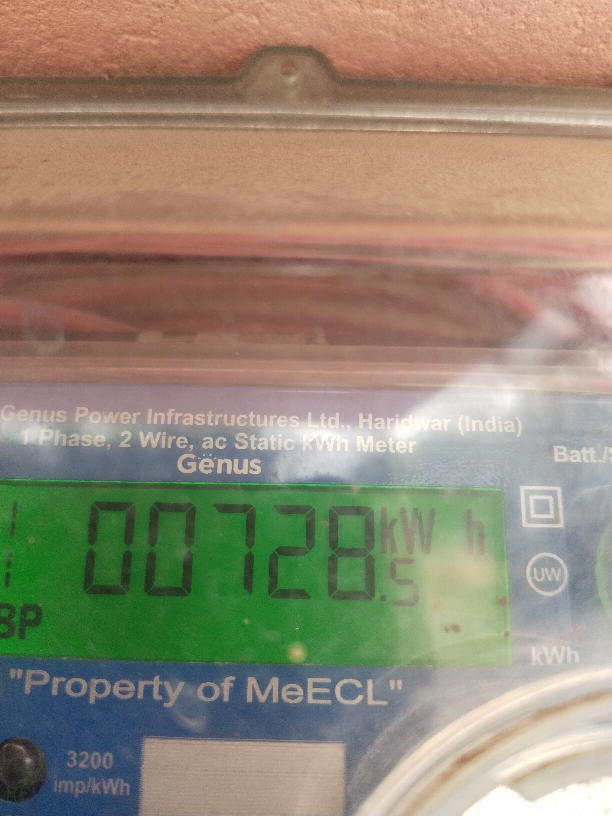 Genus Power Infrastructures Ltd., Haridwar (India)
1 Phase, 2 Wire, ac Static kWh Meter
Genus
Batt./
00728.5 kW h
BP
UW
kWh
"Property of MeECL"
3200
imp/kWh